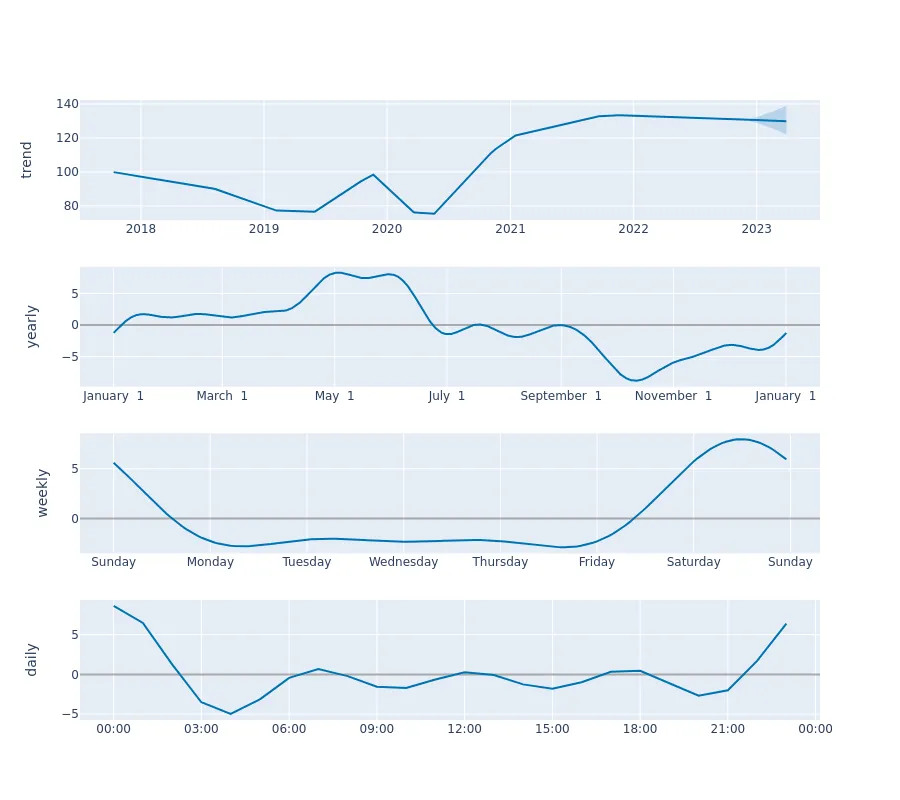 trend
140
120
100
80
2018 2019 2020 2021 2022 2023
yearly
5
0
−5
January 1 March 1 May 1 July 1 September 1 November 1 January 1
weekly
5
0
Sunday Monday Tuesday Wednesday Thursday Friday Saturday Sunday
daily
5
0
−5
00:00 03:00 06:00 09:00 12:00 15:00 18:00 21:00 00:00